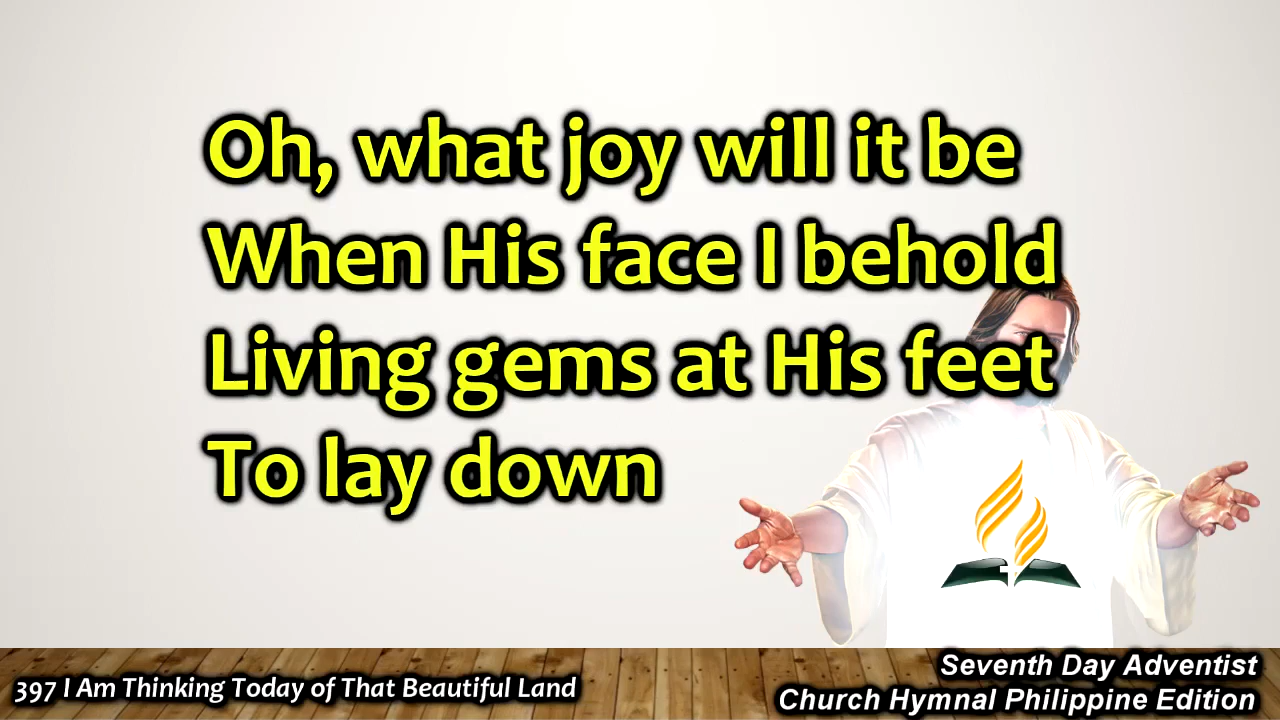 Oh, what joy will it be
When His face I behold
Living gems at His feet
To lay down
397 I Am Thinking Today of That Beautiful Land
Seventh Day Adventist
Church Hymnal Philippine Edition